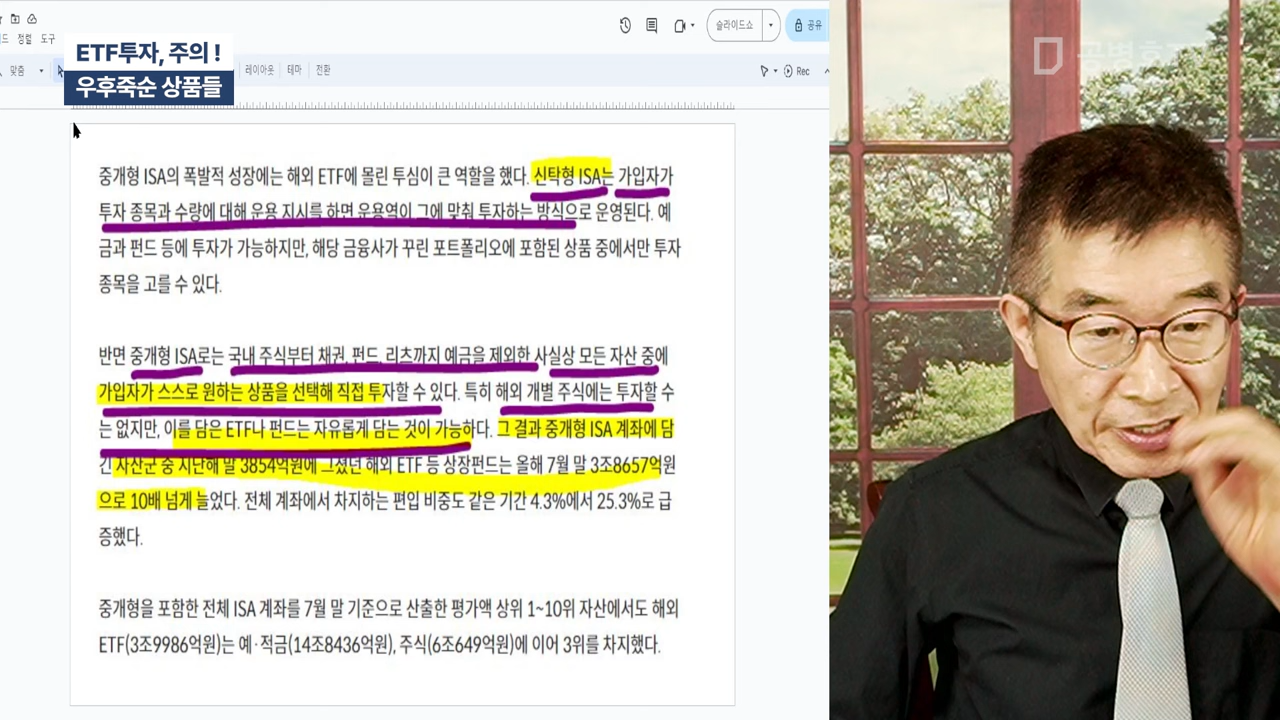 슬라이드쇼
공유
드 정렬 도구
맞춤
레이아웃
테마
전환
Rec
ETF투자, 주의 !
우후죽순 상품들
중개형 ISA의 폭발적 성장에는 해외 ETF에 몰린 투심이 큰 역할을 했다. 신탁형 ISA는 가입자가
투자 종목과 수량에 대해 운용 지시를 하면 운용역이 그에 맞춰 투자하는 방식으로 운영된다. 예
금과 펀드 등에 투자가 가능하지만, 해당 금융사가 꾸린 포트폴리오에 포함된 상품 중에서만 투자
종목을 고를 수 있다.
반면 중개형 ISA로는 국내 주식부터 채권, 펀드, 리츠까지 예금을 제외한 사실상 모든 자산 중에
가입자가 스스로 원하는 상품을 선택해 직접 투자할 수 있다. 특히 해외 개별 주식에는 투자할 수
는 없지만, 이를 담은 ETF나 펀드는 자유롭게 담는 것이 가능하다. 그 결과 중개형 ISA 계좌에 담
긴 자산군 중 지난해 말 3854억원에 그쳤던 해외 ETF 등 상장펀드는 올해 7월 말 3조8657억원
으로 10배 넘게 늘었다. 전체 계좌에서 차지하는 편입 비중도 같은 기간 4.3%에서 25.3%로 급
증했다.
중개형을 포함한 전체 ISA 계좌를 7월 말 기준으로 산출한 평가액 상위 1~10위 자산에서도 해외
ETF(3조9986억원)는 예·적금(14조8436억원), 주식(6조649억원)에 이어 3위를 차지했다.